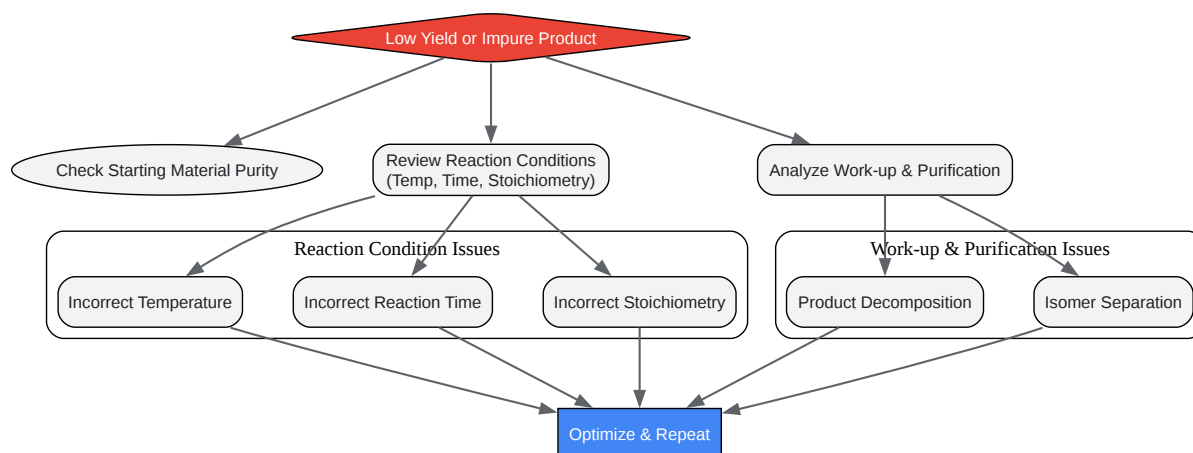 Low Yield or Impure Product
Check Starting Material Purity
Review Reaction Conditions
(Temp, Time, Stoichiometry)
Analyze Work-up & Purification
Reaction Condition Issues
Work-up & Purification Issues
Incorrect Temperature
Incorrect Reaction Time
Incorrect Stoichiometry
Product Decomposition
Isomer Separation
Optimize & Repeat